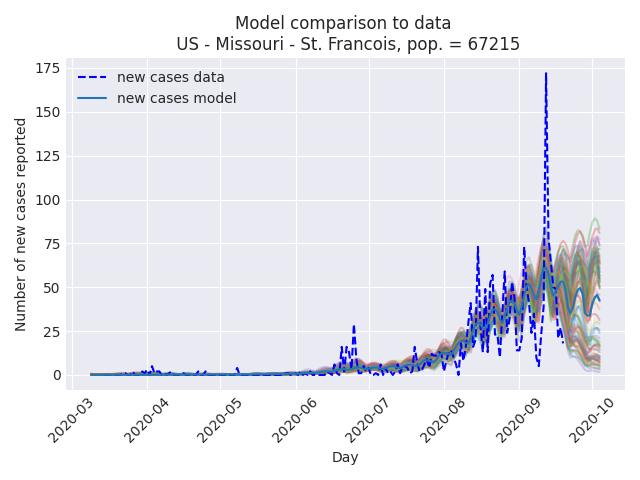 Model comparison to data
US - Missouri - St. Francois, pop. = 67215
new cases data
new cases model
Number of new cases reported
175
150
125
100
75
50
25
0
2020-03
2020-04
2020-05
2020-06
2020-07
2020-08
2020-09
2020-10
Day